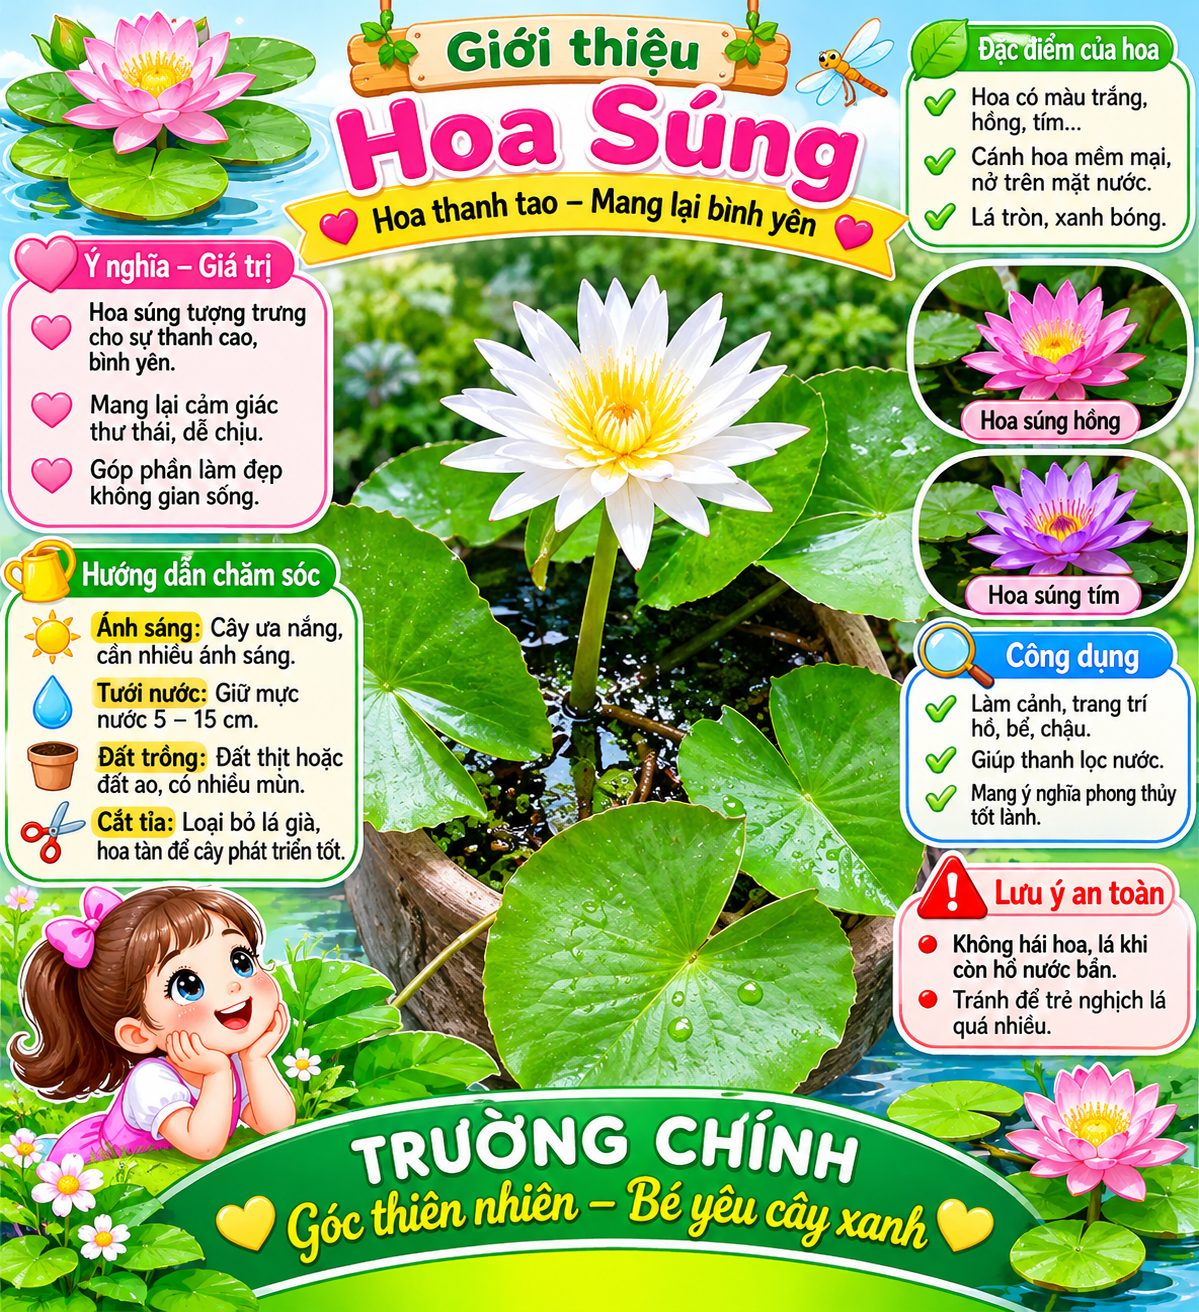 Giới thiệu
Hoa Súng
Hoa thanh tao – Mang lại bình yên
Đặc điểm của hoa
Hoa có màu trắng,
hồng, tím...
Cánh hoa mềm mại,
nở trên mặt nước.
Lá tròn, xanh bóng.
Ý nghĩa – Giá trị
Hoa súng tượng trưng
cho sự thanh cao,
bình yên.
Mang lại cảm giác
thư thái, dễ chịu.
Góp phần làm đẹp
không gian sống.
Hoa súng hồng
Hoa súng tím
Hướng dẫn chăm sóc
Ánh sáng: Cây ưa nắng,
cần nhiều ánh sáng.
Tưới nước: Giữ mực
nước 5 – 15 cm.
Đất trồng: Đất thịt hoặc
đất ao, có nhiều mùn.
Cắt tỉa: Loại bỏ lá già,
hoa tàn để cây phát triển tốt.
Công dụng
Làm cảnh, trang trí
hồ, bể, chậu.
Giúp thanh lọc nước.
Mang ý nghĩa phong thủy
tốt lành.
Lưu ý an toàn
Không hái hoa, lá khi
còn hồ nước bẩn.
Tránh để trẻ nghịch lá
quá nhiều.
TRƯỜNG CHÍNH
Góc thiên nhiên – Bé yêu cây xanh